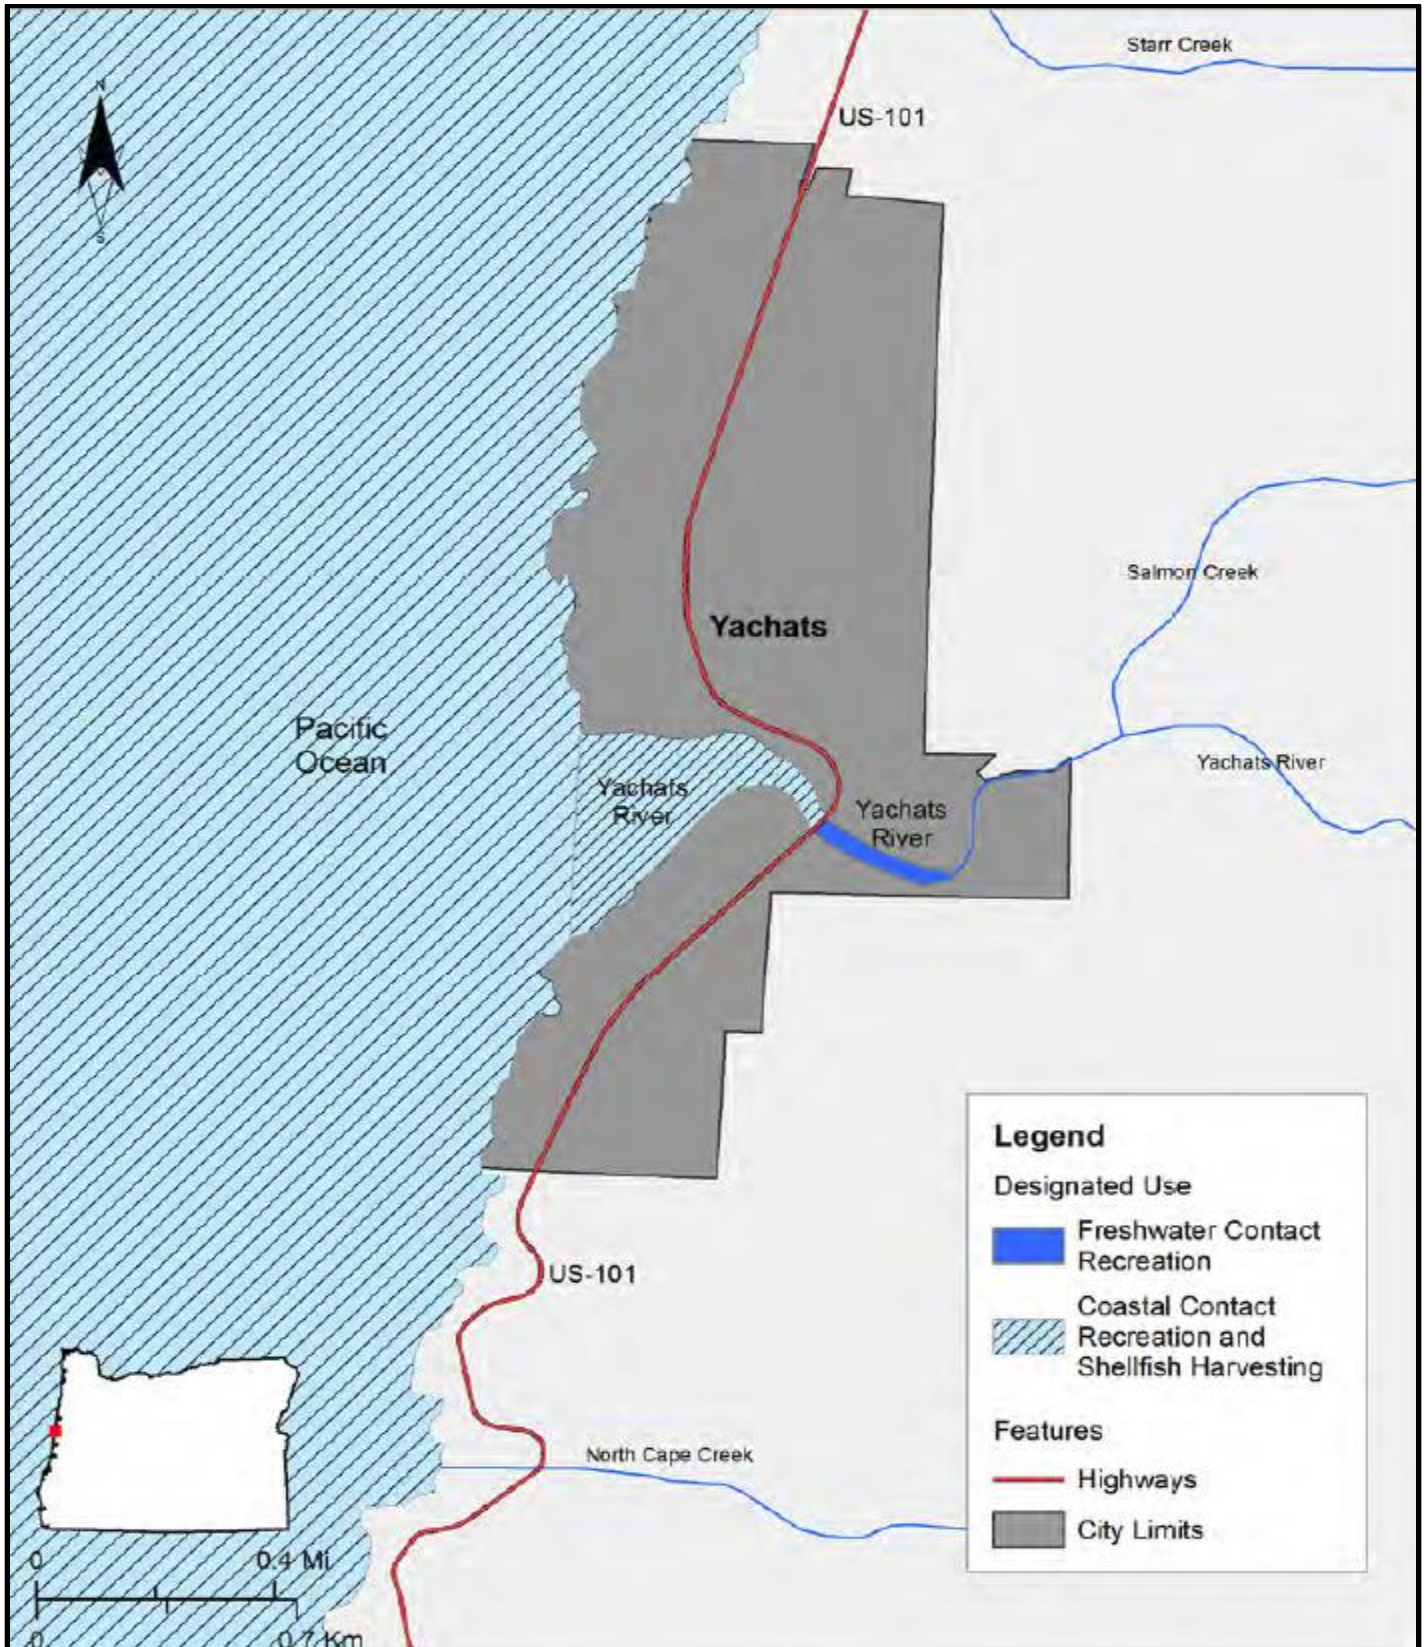 Starr Creek
N
US-101
S
Salmon Creek
Yachats
Pacific
Ocean
Yachats River
Yachats
River
Yachats
River
Legend
Designated Use
Freshwater Contact
Recreation
Coastal Contact
Recreation and
Shellfish Harvesting
Features
Highways
City Limits
US-101
North Cape Creek
0
0.4 Mi
0
0.7 Km